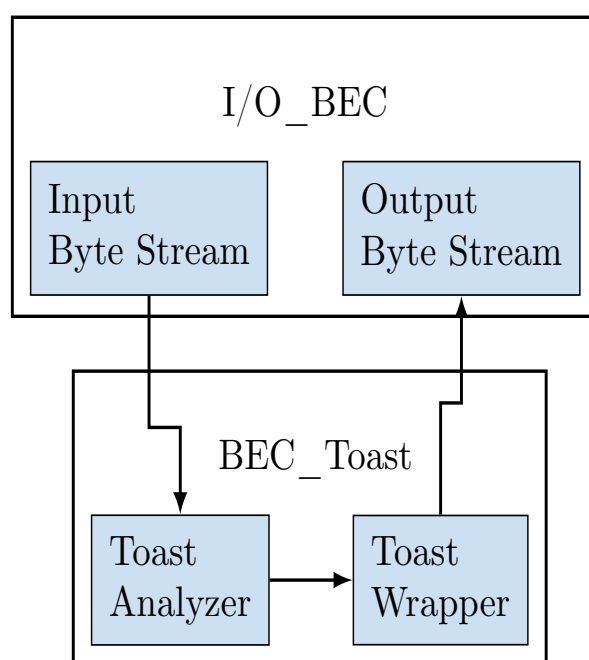 I/O_BEC
Input
Byte Stream
Output
Byte Stream
BEC_Toast
Toast
Analyzer
Toast
Wrapper